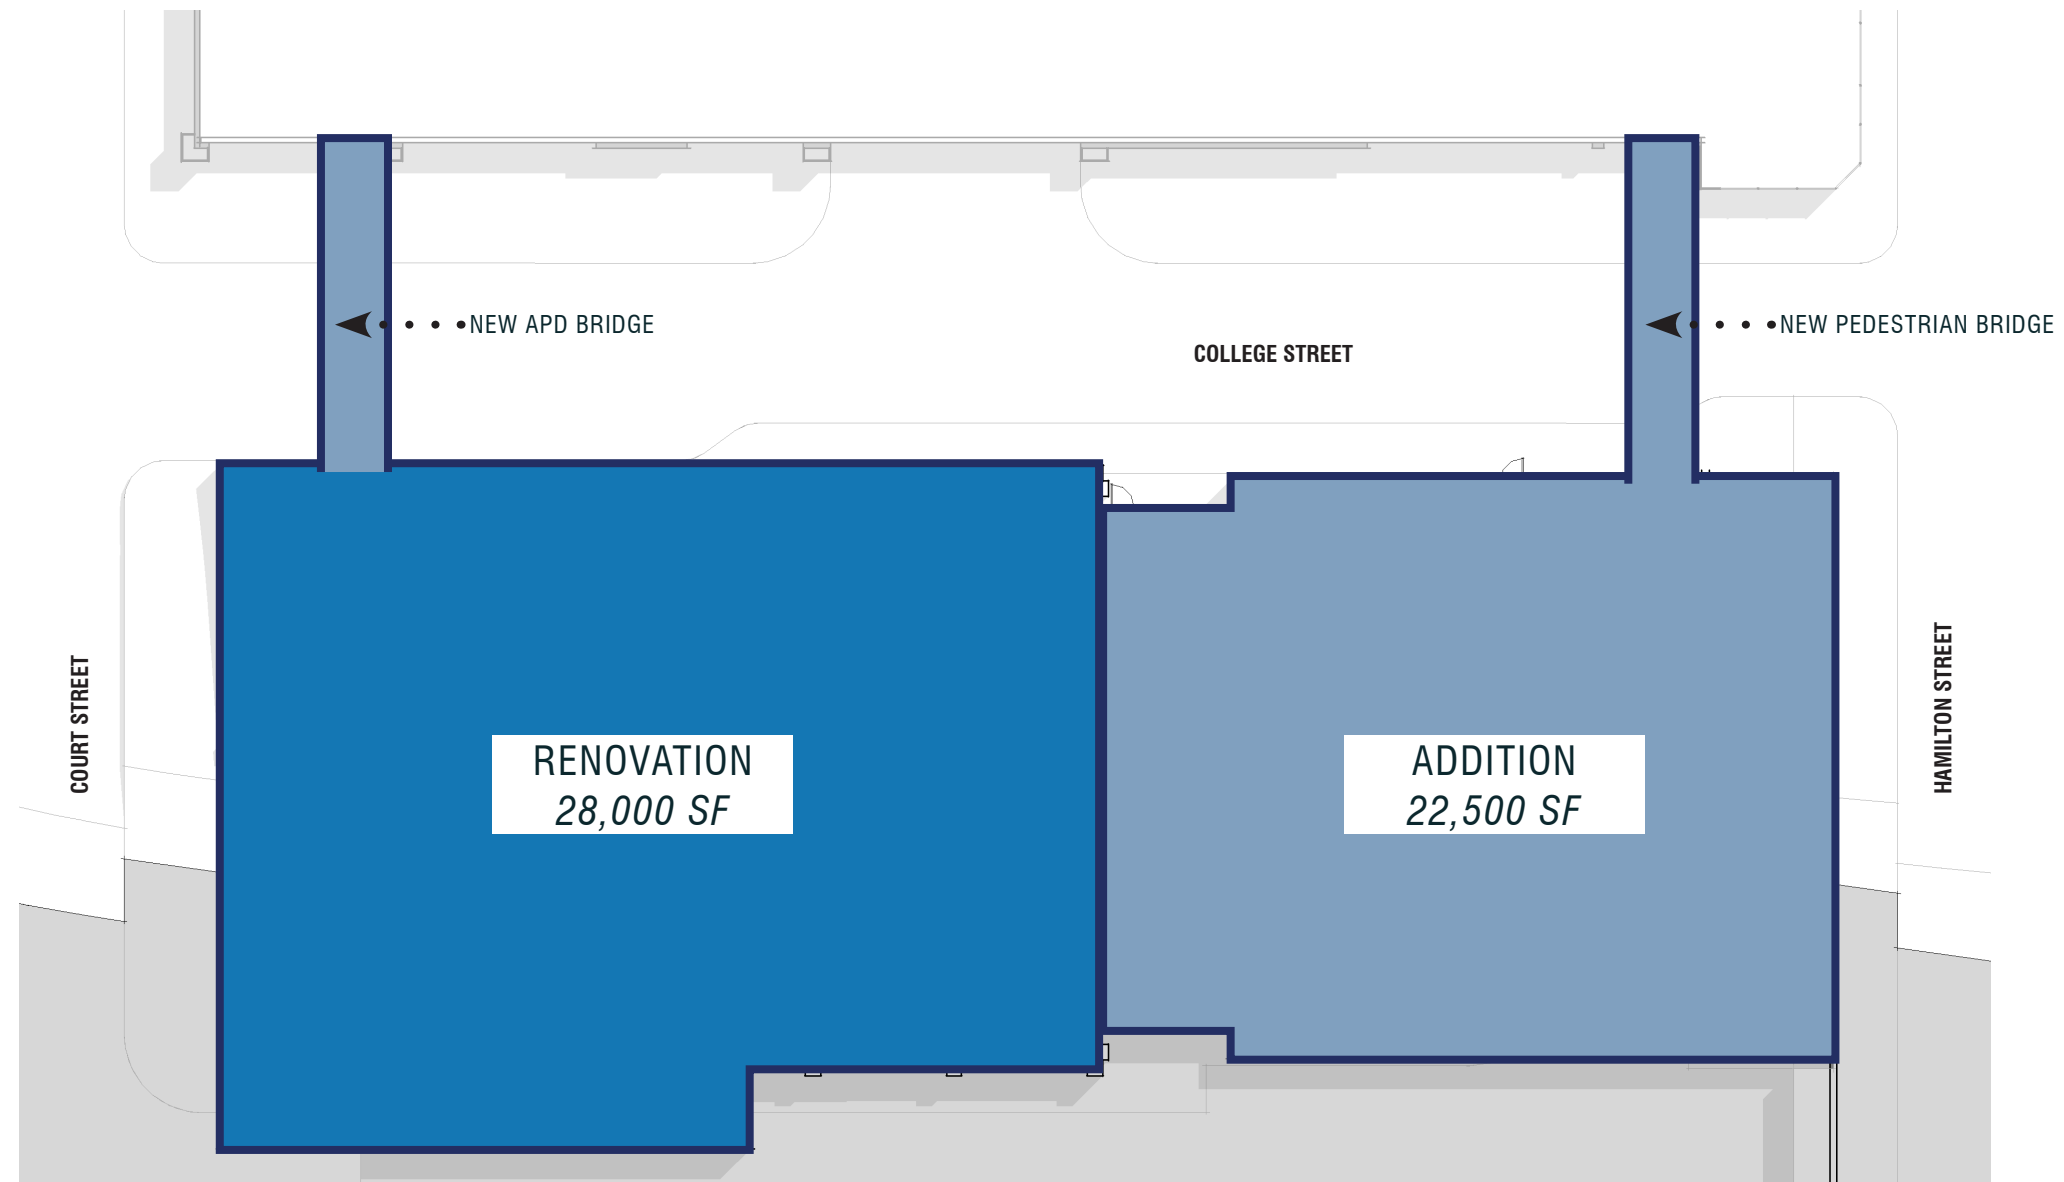 NEW APD BRIDGE
NEW PEDESTRIAN BRIDGE
COLLEGE STREET
COURT STREET
HAMILTON STREET
RENOVATION
28,000 SF
ADDITION
22,500 SF